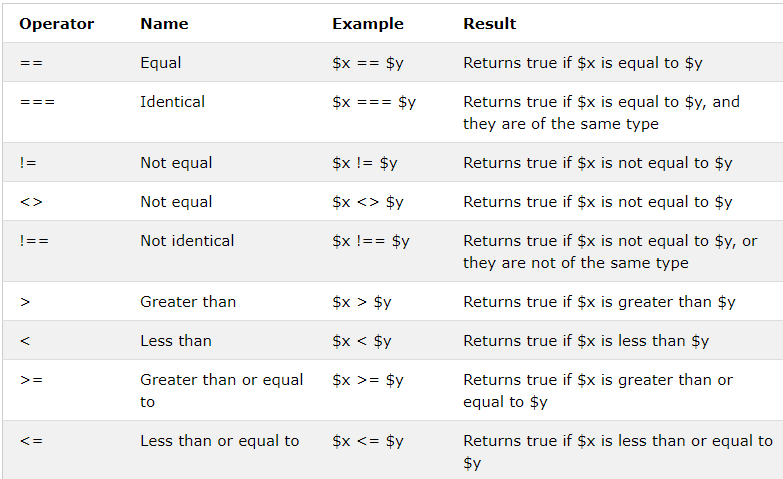 Operator Name Example Result
== Equal $x == $y Returns true if $x is equal to $y
=== Identical $x === $y Returns true if $x is equal to $y, and
they are of the same type
!= Not equal $x != $y Returns true if $x is not equal to $y
<> Not equal $x <> $y Returns true if $x is not equal to $y
!== Not identical $x !== $y Returns true if $x is not equal to $y, or
they are not of the same type
> Greater than $x > $y Returns true if $x is greater than $y
< Less than $x < $y Returns true if $x is less than $y
>= Greater than or equal $x >= $y Returns true if $x is greater than or
to equal to $y
<= Less than or equal to $x <= $y Returns true if $x is less than or equal to
$y